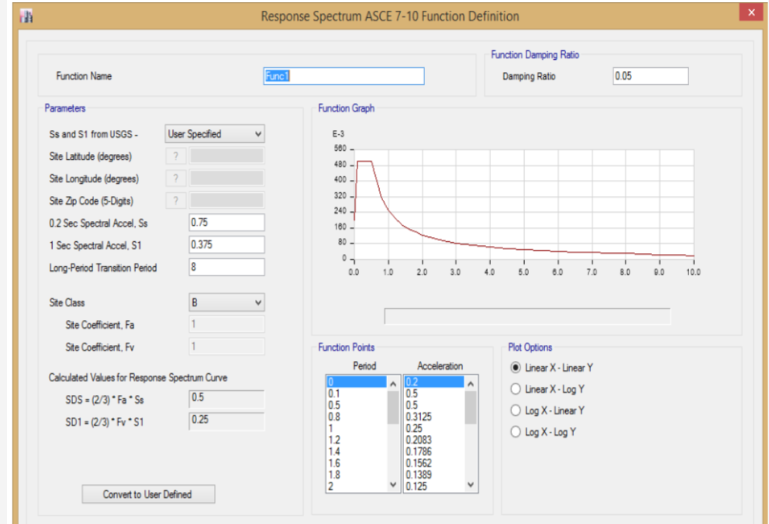 Response Spectrum ASCE 7-10 Function Definition
Function Name
Func1
Function Damping Ratio
Damping Ratio
0.05
Parameters
Ss and S1 from USGS - User Specified
Site Latitude (degrees) ?
Site Longitude (degrees) ?
Site Zip Code (5-Digits) ?
0.2 Sec Spectral Accel, Ss 0.75
1 Sec Spectral Accel, S1 0.375
Long-Period Transition Period 8
Site Class B
Site Coefficient, Fa 1
Site Coefficient, Fv 1
Calculated Values for Response Spectrum Curve
SDS = (2/3) * Fa * Ss 0.5
SD1 = (2/3) * Fv * S1 0.25
Convert to User Defined
Function Graph
E-3
560
480
400
320
240
160
80
0
0.0 1.0 2.0 3.0 4.0 5.0 6.0 7.0 8.0 9.0 10.0
Function Points
Period Acceleration
0 0.2
0.1 0.5
0.5 0.5
0.8 0.3125
1 0.25
1.2 0.2083
1.4 0.1786
1.6 0.1562
1.8 0.1389
2 0.125
Plot Options
Linear X - Linear Y
Linear X - Log Y
Log X - Linear Y
Log X - Log Y